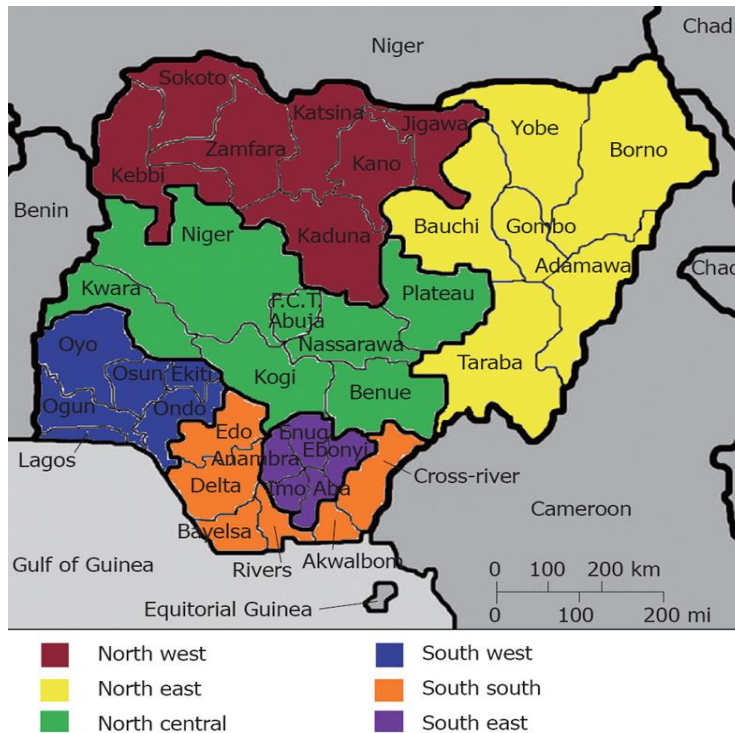 Niger
Chad
Sokoto
Katsina
Jigawa
Yobe
Borno
Zamfara
Kano
Kebbi
Benin
Niger
Kaduna
Bauchi
Gombo
Adamawa
Chad
Kwara
F.C.T.
Abuja
Plateau
Nassarawa
Oyo
Osun
Ekiti
Kogi
Benue
Taraba
Ogun
Ondo
Edo
Enugu
Ebonyi
Lagos
Anambra
Cross-river
Delta
Imo
Aba
Cameroon
Bayelsa
Gulf of Guinea
Rivers
Akwalbom
Equitorial Guinea
0 100 200 km
0 100 200 mi
North west
South west
North east
South south
North central
South east